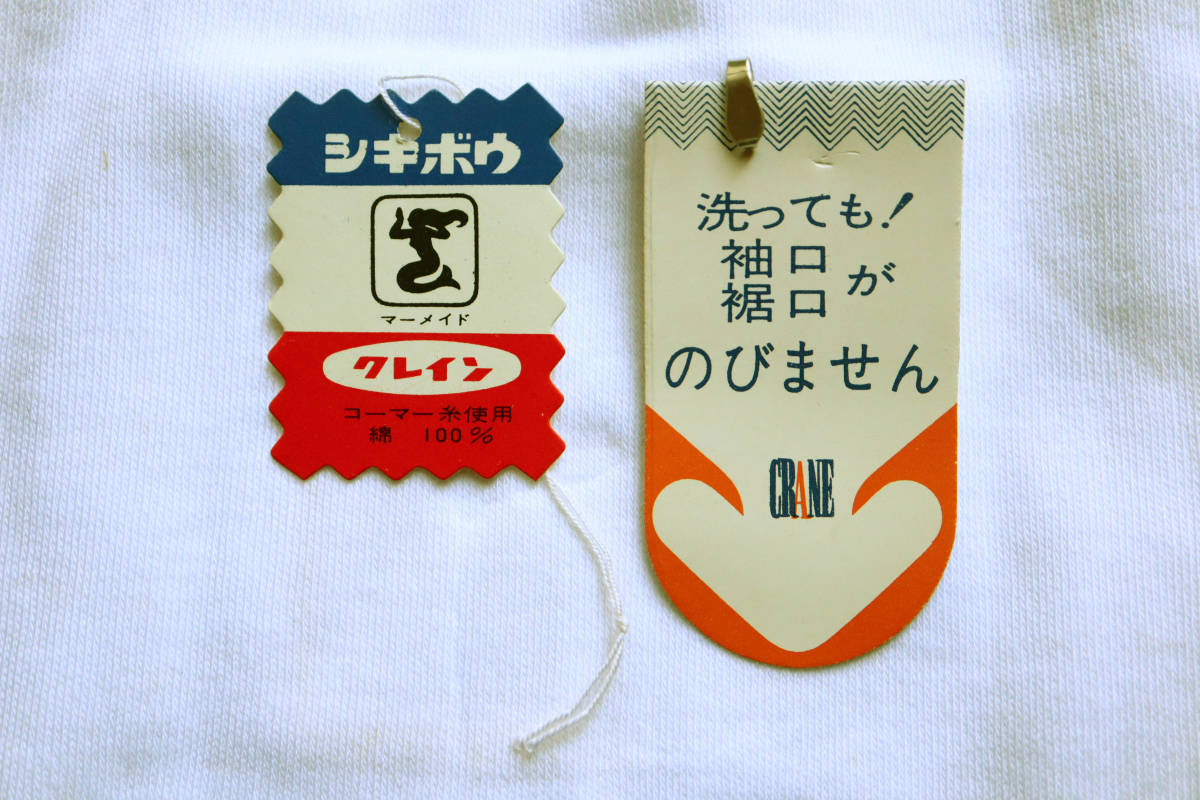 シキボウ
マーメイド
クレイン
コーマー糸使用
綿 100%
洗っても!
袖口
裾口が
のびません
CRANE